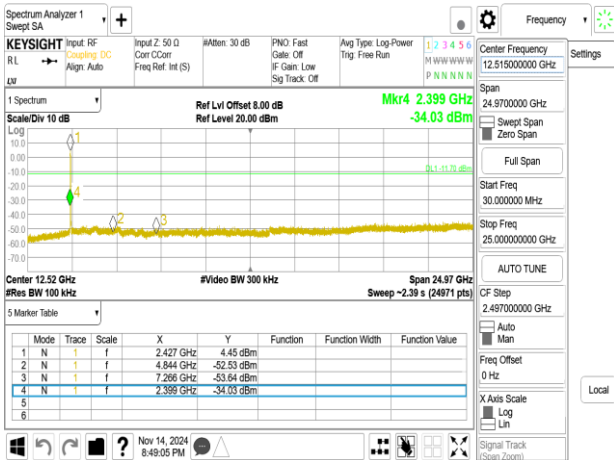 Spectrum Analyzer 1
Swept SA
+
Frequency
KEYSIGHT
RL
Input: RF
Coupling: DC
Align: Auto
Input Z: 50 Ω
Corr CCorr
Freq Ref: Int (S)
#Atten: 30 dB
PNO: Fast
Gate: Off
IF Gain: Low
Sig Track: Off
Avg Type: Log-Power
Trig: Free Run
1 2 3 4 5 6
M W W W W W
P N N N N N
LXI
1 Spectrum
Scale/Div 10 dB
Ref Lvl Offset 8.00 dB
Ref Level 20.00 dBm
Mkr4 2.399 GHz
-34.03 dBm
Log
10.0
0.00
-10.0
-20.0
-30.0
-40.0
-50.0
-60.0
-70.0
1
4
2
3
DL1 -11.70 dBm
Center 12.52 GHz
#Res BW 100 kHz
#Video BW 300 kHz
Span 24.97 GHz
Sweep ~2.39 s (24971 pts)
5 Marker Table
Mode Trace Scale X Y Function Function Width Function Value
1 N 1 f 2.427 GHz 4.45 dBm
2 N 1 f 4.844 GHz -52.53 dBm
3 N 1 f 7.266 GHz -53.64 dBm
4 N 1 f 2.399 GHz -34.03 dBm
5
6
Nov 14, 2024
8:49:05 PM
?
Center Frequency
12.515000000 GHz
Span
24.9700000 GHz
Swept Span
Zero Span
Full Span
Start Freq
30.000000 MHz
Stop Freq
25.000000000 GHz
AUTO TUNE
CF Step
2.497000000 GHz
Auto
Man
Freq Offset
0 Hz
X Axis Scale
Log
Lin
Signal Track
(Span Zoom)
Settings
Local